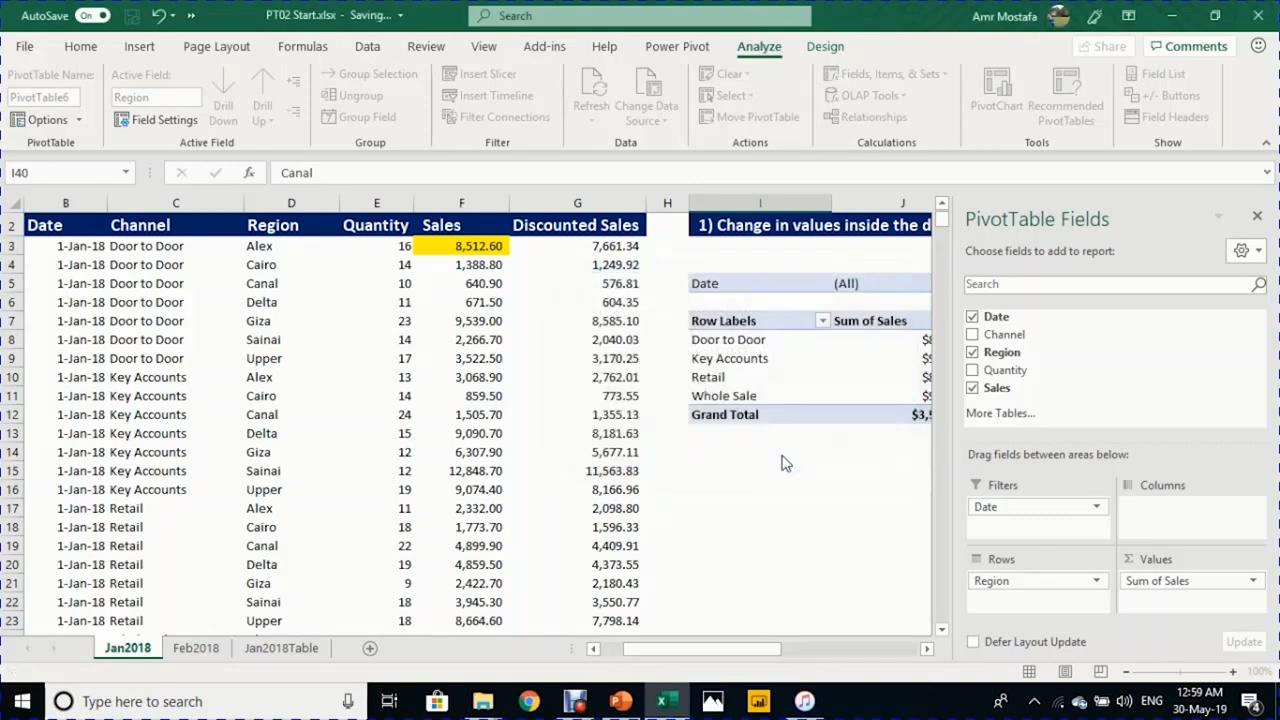 AutoSave On PT02 Start.xlsx - Saving... Search Amr Mostafa
File Home Insert Page Layout Formulas Data Review View Add-ins Help Power Pivot Analyze Design Share Comments
PivotTable Name: Active Field: Group Selection Insert Slicer Clear Fields, Items, & Sets Field List
PivotTable6 Region Drill Down Drill Up Ungroup Insert Timeline Refresh Change Data Source Select OLAP Tools PivotChart Recommended PivotTables +/- Buttons
Options Field Settings Group Field Filter Connections Move PivotTable Relationships Field Headers
PivotTable Active Field Group Filter Data Actions Calculations Tools Show
I40 fx Canal
B C D E F G H I J
2 Date Channel Region Quantity Sales Discounted Sales 1) Change in values inside the d
3 1-Jan-18 Door to Door Alex 16 8,512.60 7,661.34
4 1-Jan-18 Door to Door Cairo 14 1,388.80 1,249.92
5 1-Jan-18 Door to Door Canal 10 640.90 576.81 Date (All)
6 1-Jan-18 Door to Door Delta 11 671.50 604.35
7 1-Jan-18 Door to Door Giza 23 9,539.00 8,585.10 Row Labels Sum of Sales
8 1-Jan-18 Door to Door Sainai 14 2,266.70 2,040.03 Door to Door
9 1-Jan-18 Door to Door Upper 17 3,522.50 3,170.25 Key Accounts
10 1-Jan-18 Key Accounts Alex 13 3,068.90 2,762.01 Retail
11 1-Jan-18 Key Accounts Cairo 14 859.50 773.55 Whole Sale
12 1-Jan-18 Key Accounts Canal 24 1,505.70 1,355.13 Grand Total
13 1-Jan-18 Key Accounts Delta 15 9,090.70 8,181.63
14 1-Jan-18 Key Accounts Giza 12 6,307.90 5,677.11
15 1-Jan-18 Key Accounts Sainai 12 12,848.70 11,563.83
16 1-Jan-18 Key Accounts Upper 19 9,074.40 8,166.96
17 1-Jan-18 Retail Alex 11 2,332.00 2,098.80
18 1-Jan-18 Retail Cairo 18 1,773.70 1,596.33
19 1-Jan-18 Retail Canal 22 4,899.90 4,409.91
20 1-Jan-18 Retail Delta 19 4,859.50 4,373.55
21 1-Jan-18 Retail Giza 9 2,422.70 2,180.43
22 1-Jan-18 Retail Sainai 18 3,945.30 3,550.77
23 1-Jan-18 Retail Upper 18 8,664.60 7,798.14
PivotTable Fields
Choose fields to add to report:
Search
Date
Channel
Region
Quantity
Sales
More Tables...
Drag fields between areas below:
Filters Columns
Date
Rows Σ Values
Region Sum of Sales
Defer Layout Update Update
Jan2018 Feb2018 Jan2018Table
100%
Type here to search ENG 12:59 AM
30-May-19
4